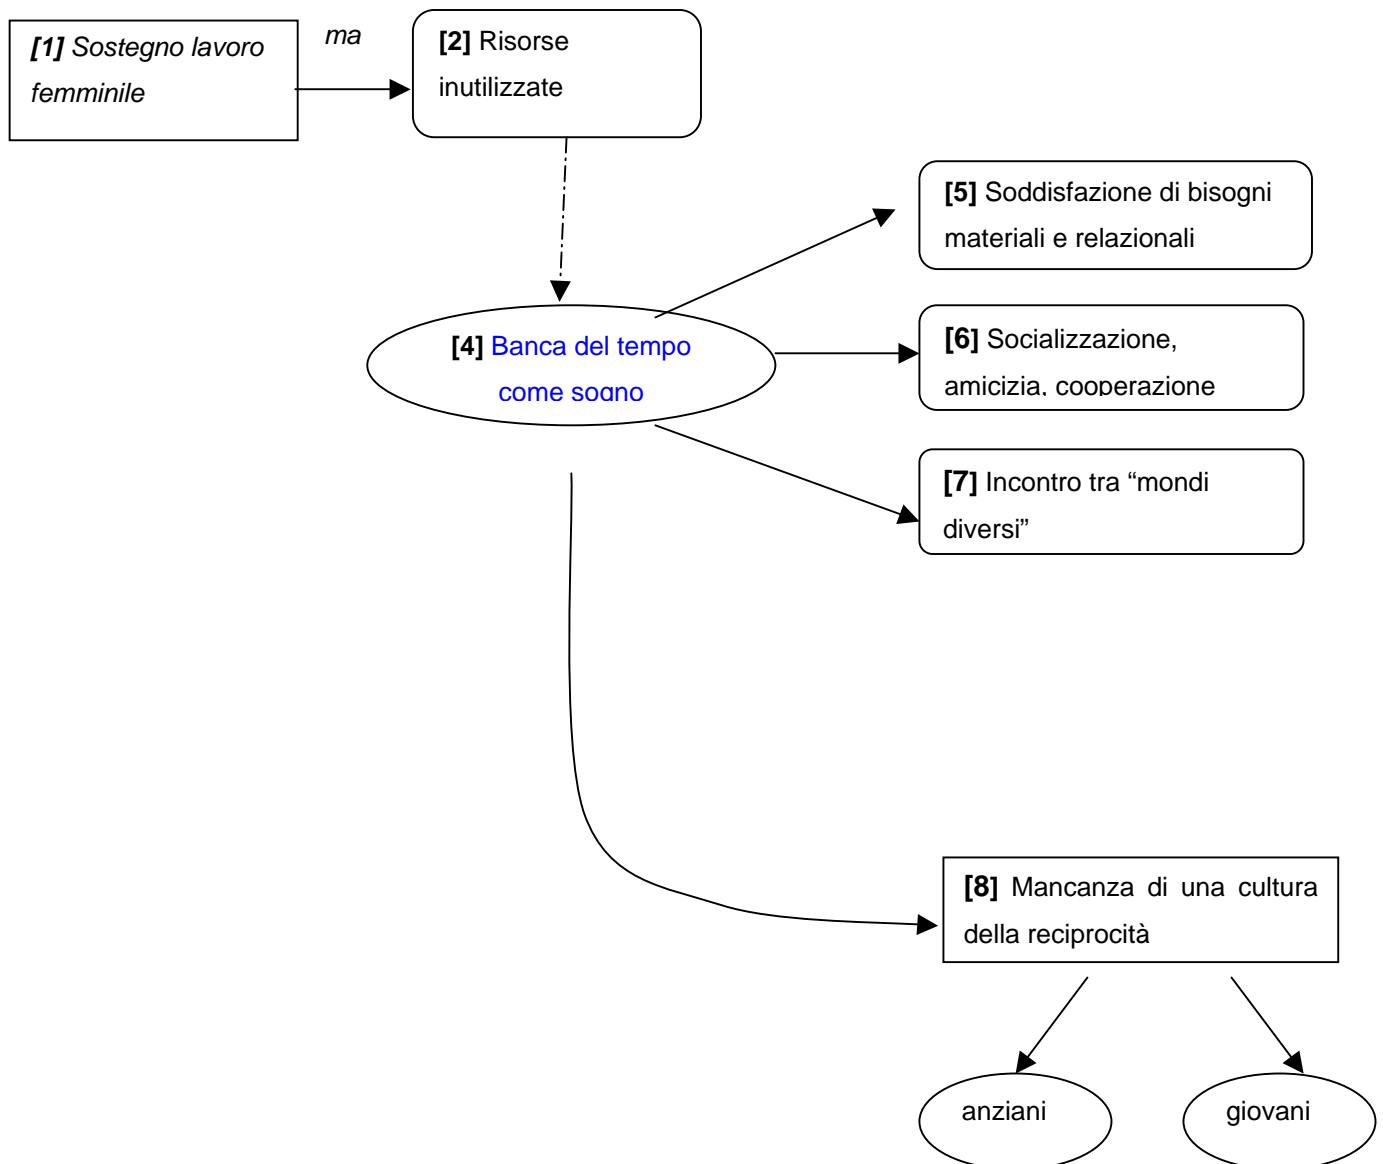 [1] Sostegno lavoro
femminile
ma
[2] Risorse
inutilizzate
[5] Soddisfazione di bisogni
materiali e relazionali
[4] Banca del tempo
come sogno
[6] Socializzazione,
amicizia, cooperazione
[7] Incontro tra “mondi
diversi”
[8] Mancanza di una cultura
della reciprocità
anziani
giovani